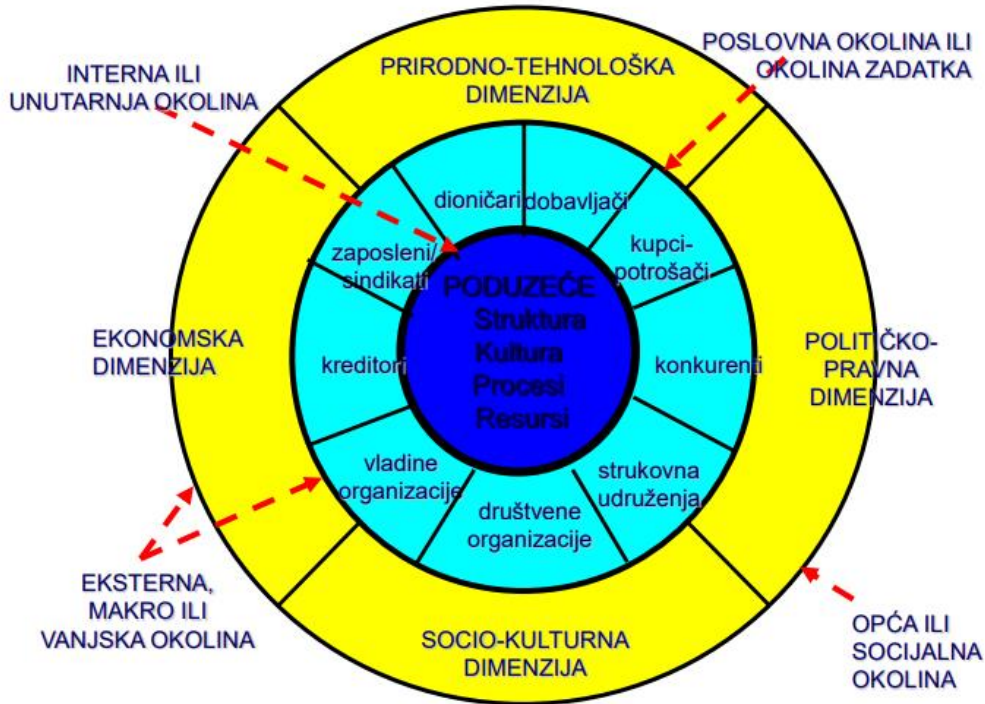 INTERNA ILI
UNUTARNJA OKOLINA
PRIRODNO-TEHNOLOŠKA
DIMENZIJA
POSLOVNA OKOLINA ILI
OKOLINA ZADATKA
dioničari
dobavljači
zaposleni/
sindikati
kupci-
potrošači
PODUZEĆE
Struktura
Kultura
Procesi
Resursi
EKONOMSKA
DIMENZIJA
kreditori
konkurenti
POLITIČKO-
PRAVNA
DIMENZIJA
vladine
organizacije
društvene
organizacije
strukovna
udruženja
EKSTERNA,
MAKRO ILI
VANJSKA OKOLINA
SOCIO-KULTURNA
DIMENZIJA
OPĆA ILI
SOCIJALNA
OKOLINA